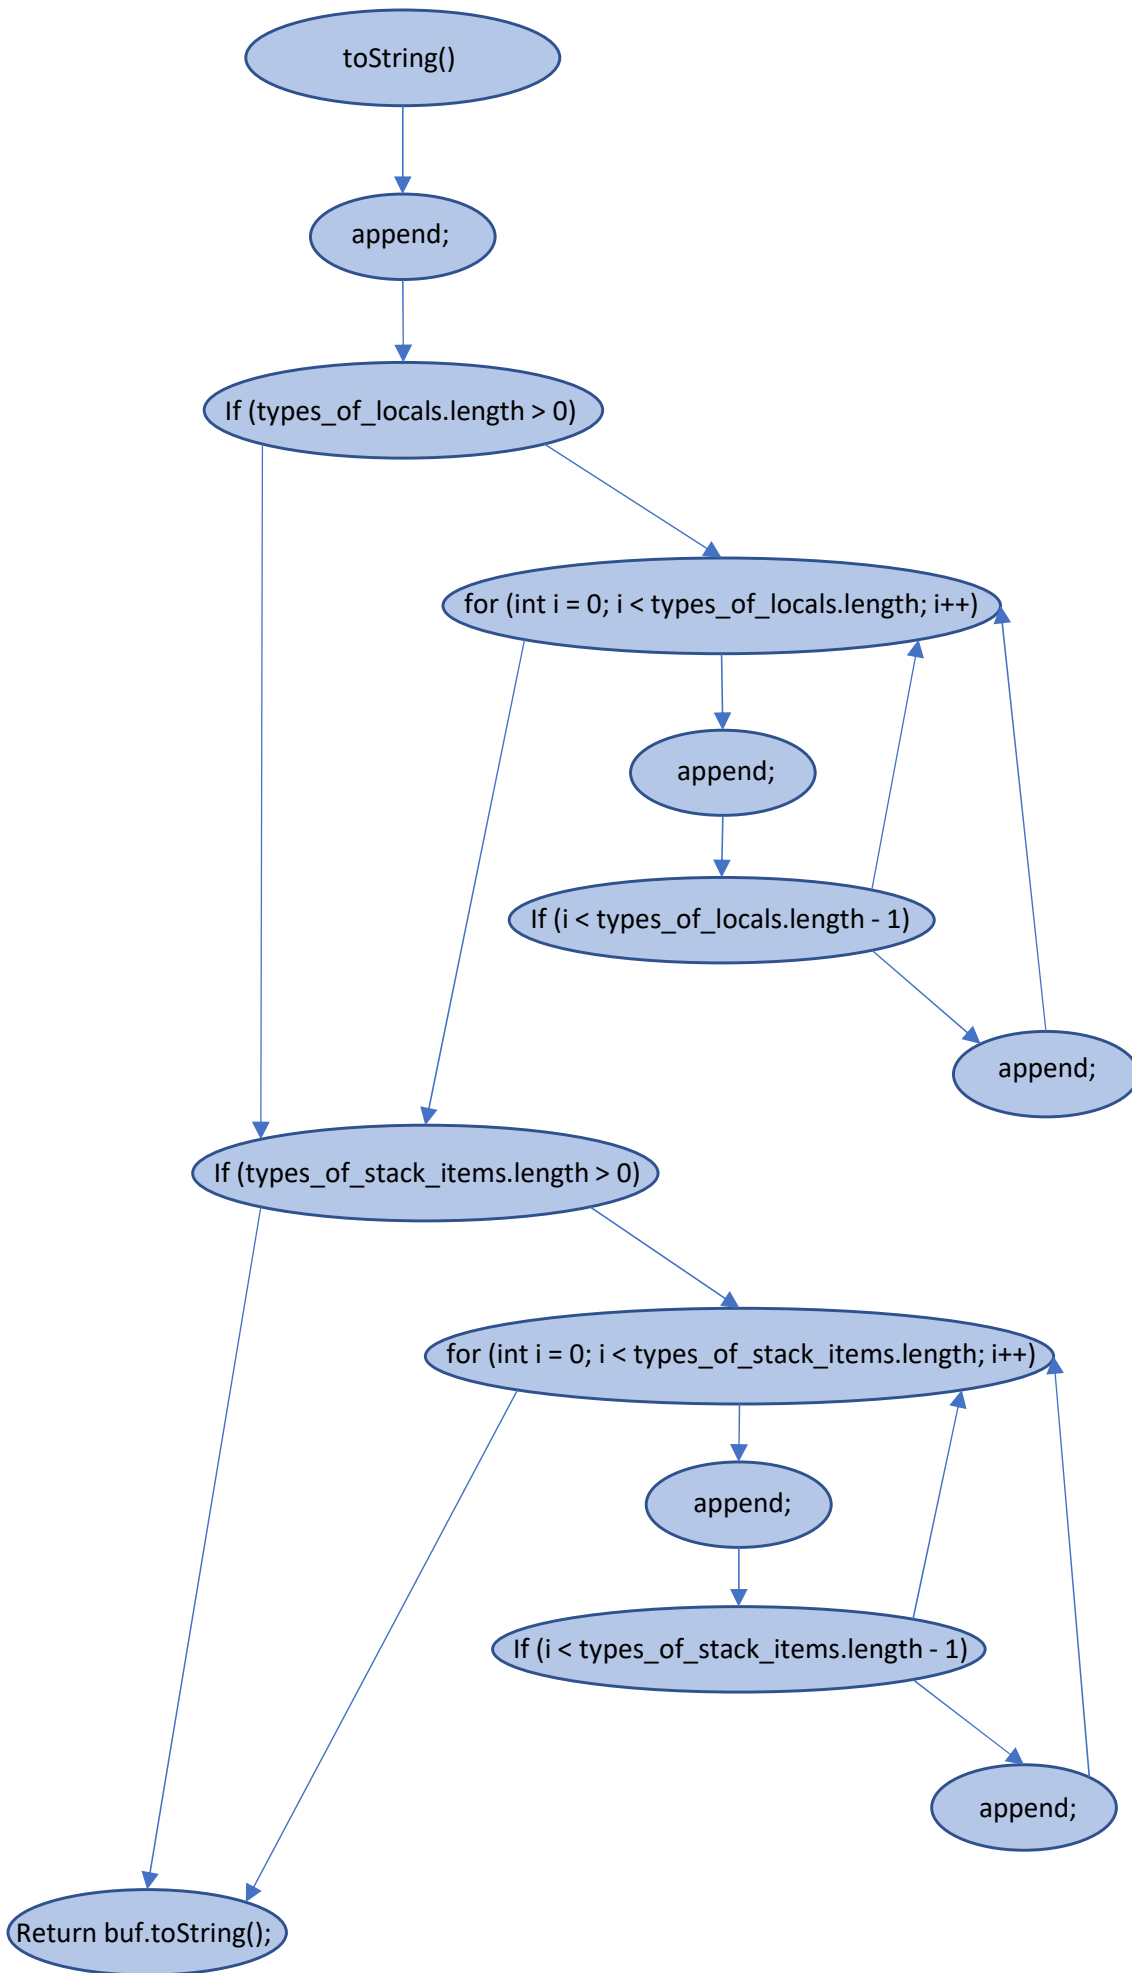 toString()
append;
If (types_of_locals.length > 0)
for (int i = 0; i < types_of_locals.length; i++)
append;
If (i < types_of_locals.length - 1)
append;
If (types_of_stack_items.length > 0)
for (int i = 0; i < types_of_stack_items.length; i++)
append;
If (i < types_of_stack_items.length - 1)
append;
Return buf.toString();